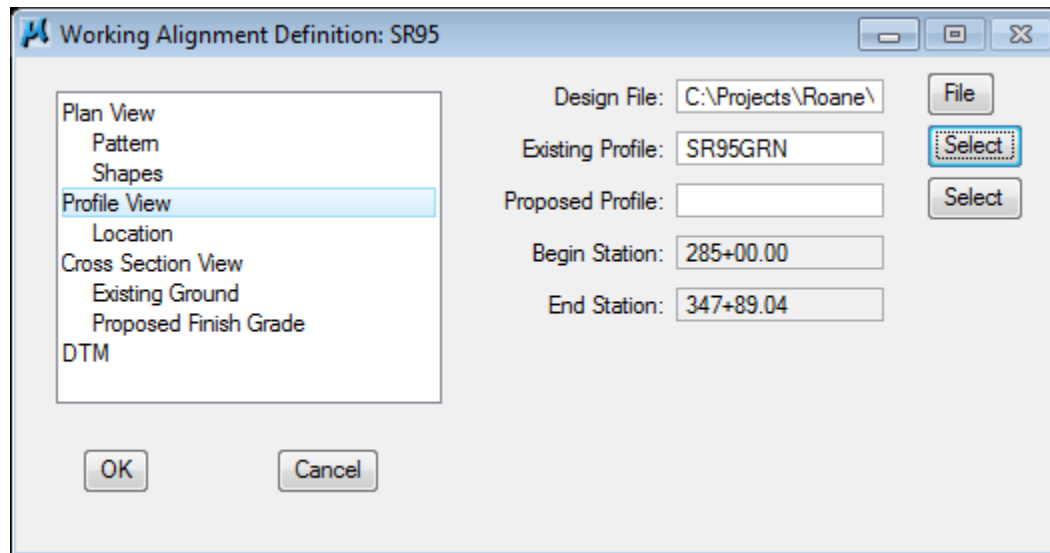 Working Alignment Definition: SR95
Plan View
Pattern
Shapes
Profile View
Location
Cross Section View
Existing Ground
Proposed Finish Grade
DTM
Design File: C:\Projects\Roane\ File
Existing Profile: SR95GRN Select
Proposed Profile: Select
Begin Station: 285+00.00
End Station: 347+89.04
OK Cancel